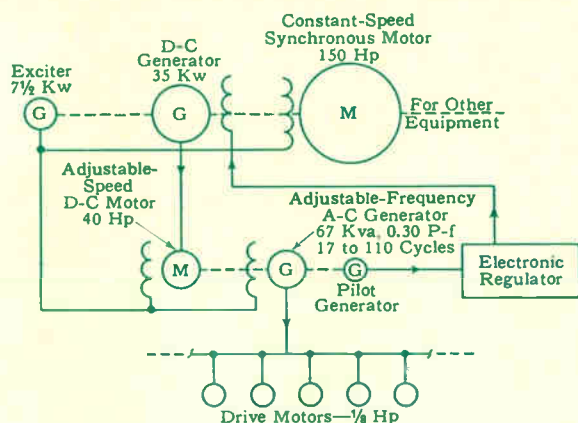 Constant-Speed
Synchronous Motor
150 Hp
D-C
Generator
35 Kw
Exciter
7½ Kw
G
G
M
For Other
Equipment
Adjustable-
Speed
D-C Motor
40 Hp
Adjustable-Frequency
A-C Generator
67 Kva, 0.30 P-f
17 to 110 Cycles
M
G
G
Pilot
Generator
Electronic
Regulator
Drive Motors—⅛ Hp